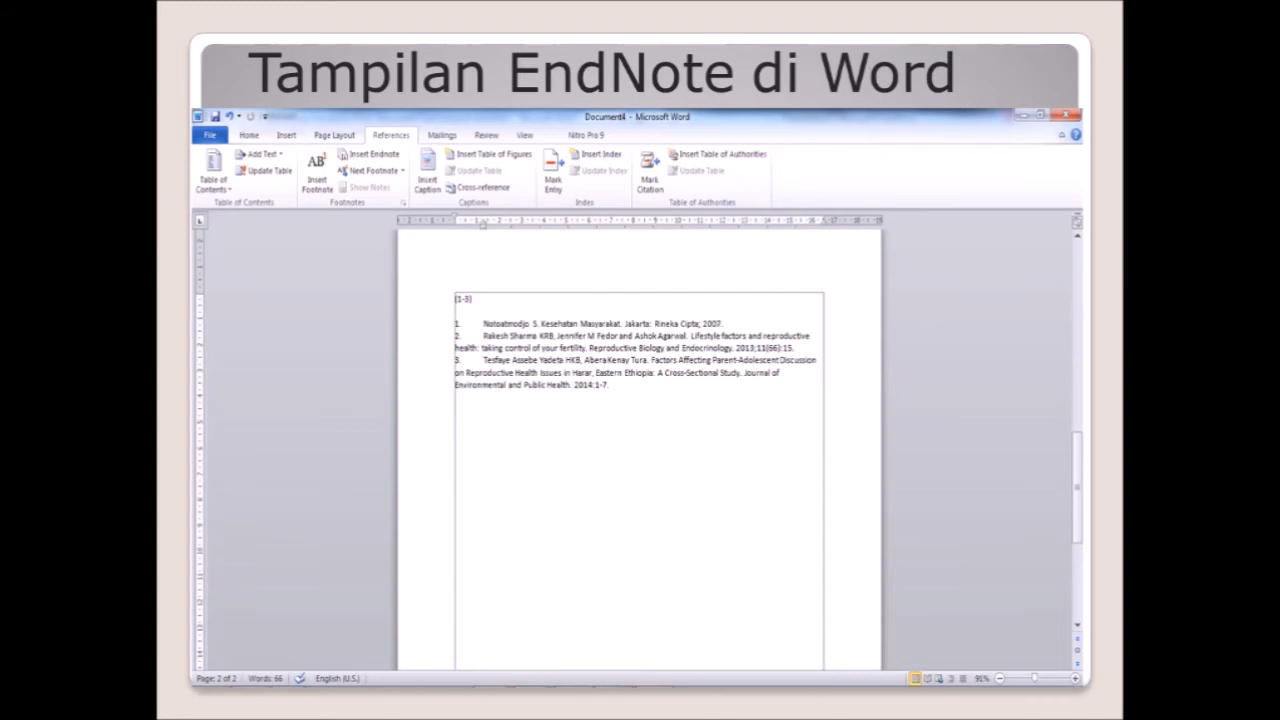 Tampilan EndNote di Word
Document4 - Microsoft Word
File Home Insert Page Layout References Mailings Review View Nitro Pro 9
Table of Contents
Add Text
Update Table
Table of Contents
AB1
Insert Footnote
Insert Endnote
Next Footnote
Show Notes
Footnotes
Insert Caption
Insert Table of Figures
Update Table
Cross-reference
Captions
Mark Entry
Insert Index
Update Index
Index
Mark Citation
Insert Table of Authorities
Update Table
Table of Authorities
(1-3)
1. Notoatmodjo S. Kesehatan Masyarakat. Jakarta: Rineka Cipta; 2007.
2. Rakesh Sharma KRB, Jennifer M Fedor and Ashok Agarwal. Lifestyle factors and reproductive
health: taking control of your fertility. Reproductive Biology and Endocrinology. 2013;11(66):15.
3. Tesfaye Assebe Yadeta HKB, Abera Kenay Tura. Factors Affecting Parent-Adolescent Discussion
on Reproductive Health Issues in Harar, Eastern Ethiopia: A Cross-Sectional Study. Journal of
Environmental and Public Health. 2014:1-7.
Page: 2 of 2 Words: 66 English (U.S.) 91%